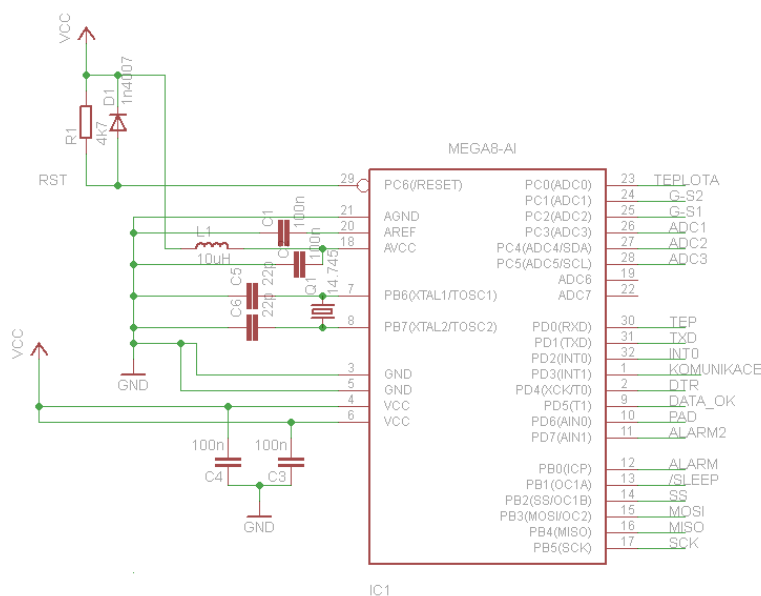 VCC
D1
1n4007
R1
4k7
RST
MEGA8-AI
29 PC6(/RESET)
21 AGND
20 AREF
18 AVCC
7 PB6(XTAL1/TOSC1)
8 PB7(XTAL2/TOSC2)
3 GND
5 GND
4 VCC
6 VCC
C1
100n
L1
10uH
100n
C5
22p
C6
22p
Q1
14.745
GND
VCC
100n
C4
100n
C3
GND
PC0(ADC0) 23 TEPLOTA
PC1(ADC1) 24 G-S2
PC2(ADC2) 25 G-S1
PC3(ADC3) 26 ADC1
PC4(ADC4/SDA) 27 ADC2
PC5(ADC5/SCL) 28 ADC3
ADC6 19
ADC7 22
PD0(RXD) 30 TEP
PD1(TXD) 31 TXD
PD2(INT0) 32 INT0
PD3(INT1) 1 KOMUNIKACE
PD4(XCK/T0) 2 DTR
PD5(T1) 9 DATA_OK
PD6(AIN0) 10 PAD
PD7(AIN1) 11 ALARM2
PB0(ICP) 12 ALARM
PB1(OC1A) 13 /SLEEP
PB2(SS/OC1B) 14 SS
PB3(MOSI/OC2) 15 MOSI
PB4(MISO) 16 MISO
PB5(SCK) 17 SCK
IC1